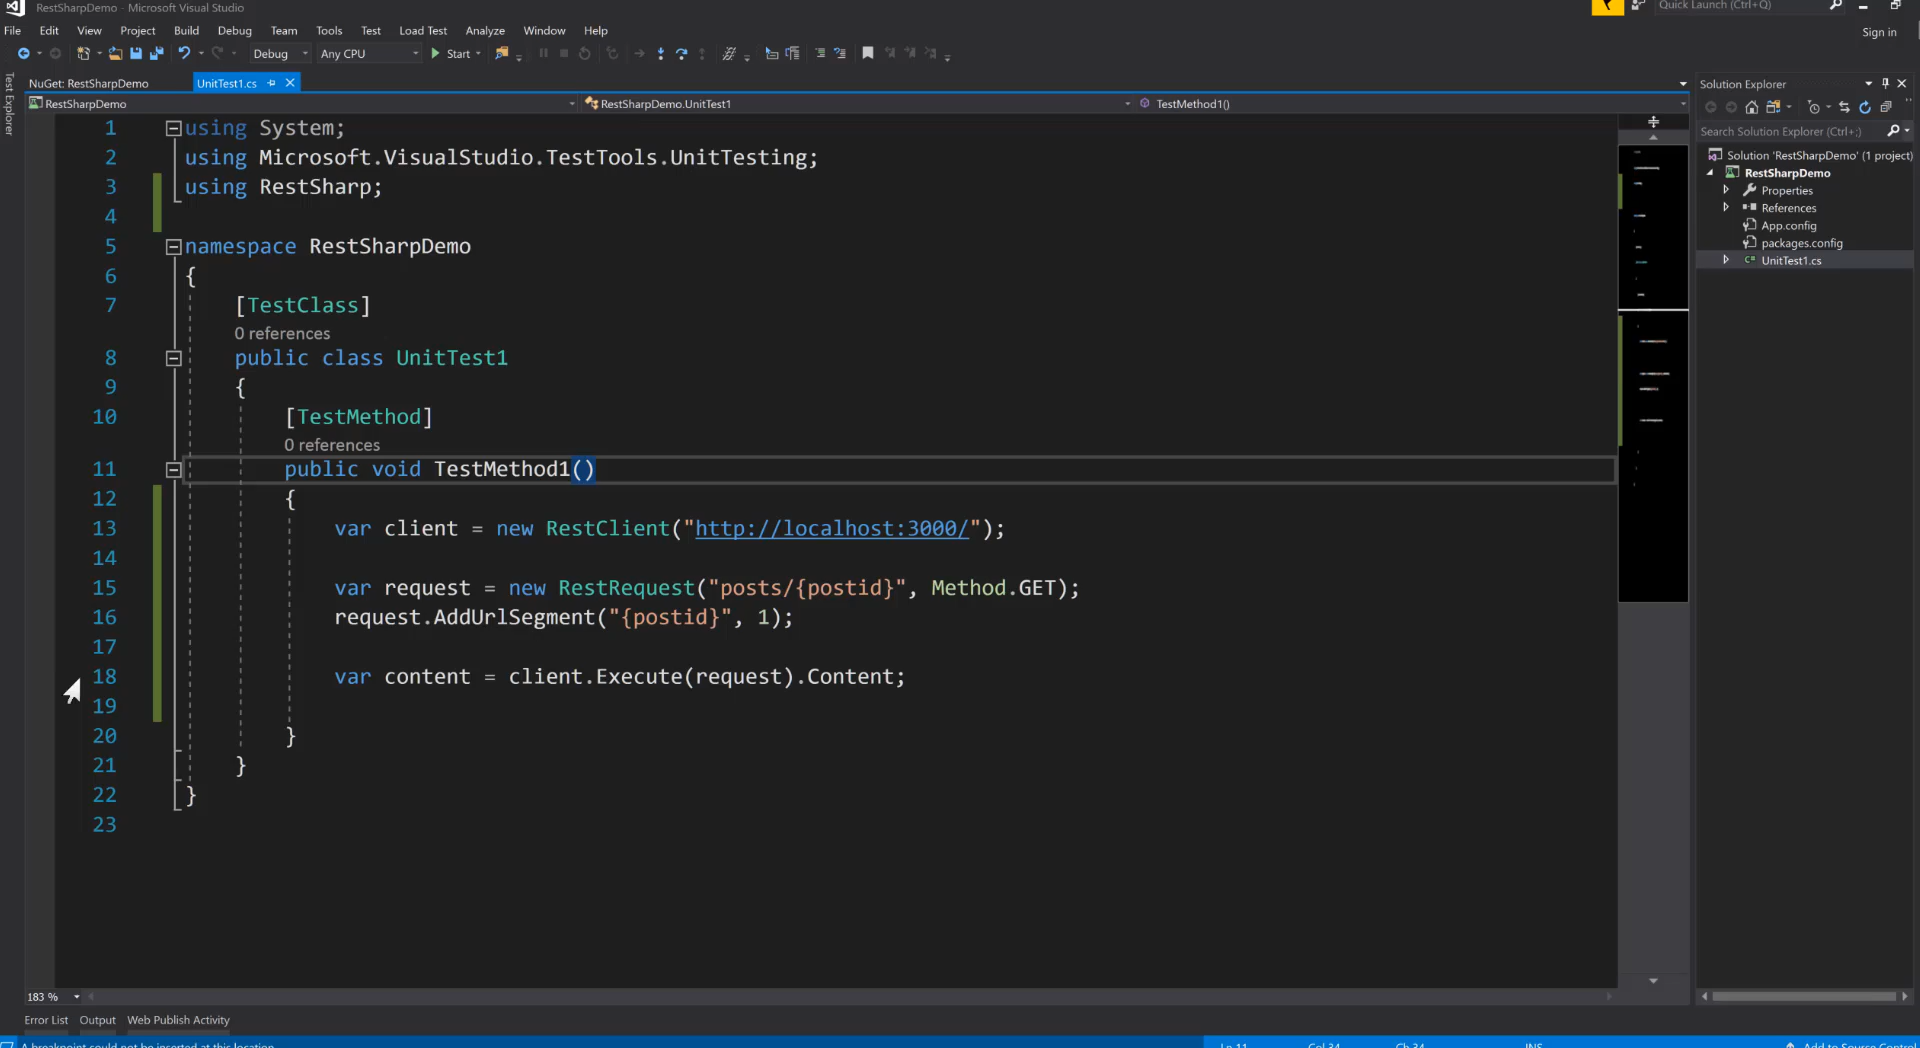 RestSharpDemo - Microsoft Visual Studio
Quick Launch (Ctrl+Q)
File Edit View Project Build Debug Team Tools Test Load Test Analyze Window Help
Sign in
Debug Any CPU Start
Test Explorer
NuGet: RestSharpDemo UnitTest1.cs
RestSharpDemo RestSharpDemo.UnitTest1 TestMethod1()
1 using System;
2 using Microsoft.VisualStudio.TestTools.UnitTesting;
3 using RestSharp;
4
5 namespace RestSharpDemo
6 {
7 [TestClass]
0 references
8 public class UnitTest1
9 {
10 [TestMethod]
0 references
11 public void TestMethod1()
12 {
13 var client = new RestClient("http://localhost:3000/");
14
15 var request = new RestRequest("posts/{postid}", Method.GET);
16 request.AddUrlSegment("{postid}", 1);
17
18 var content = client.Execute(request).Content;
19
20 }
21 }
22 }
23
183 %
Solution Explorer
Search Solution Explorer (Ctrl+;)
Solution 'RestSharpDemo' (1 project)
RestSharpDemo
Properties
References
App.config
packages.config
C# UnitTest1.cs
Error List Output Web Publish Activity
A breakpoint could not be inserted at this location. Ln 11 Col 34 Ch 34 INS Add to Source Control